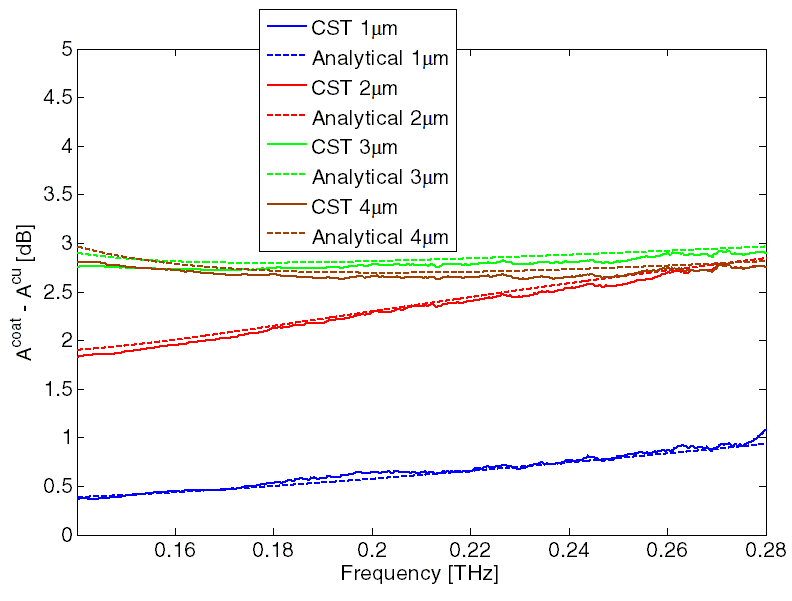 CST 1μm
Analytical 1μm
CST 2μm
Analytical 2μm
CST 3μm
Analytical 3μm
CST 4μm
Analytical 4μm
5
4.5
4
3.5
3
2.5
2
1.5
1
0.5
0
A^coat - A^cu [dB]
0.16 0.18 0.2 0.22 0.24 0.26 0.28
Frequency [THz]